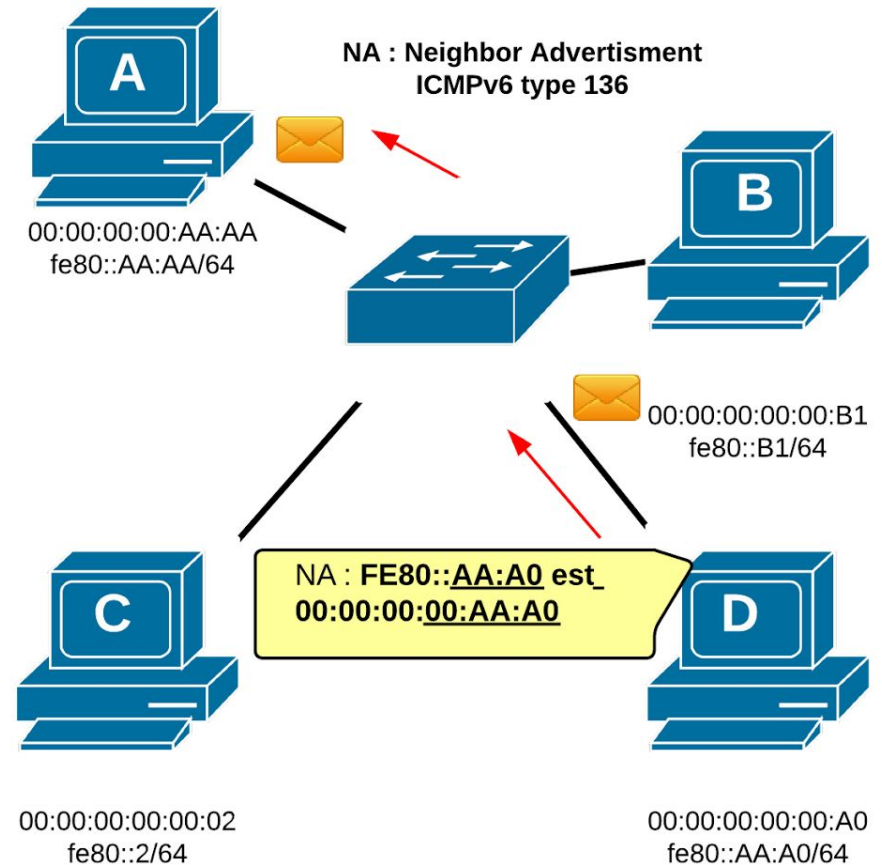 NA : Neighbor Advertisment
ICMPv6 type 136
A
B
00:00:00:00:AA:AA
fe80::AA:AA/64
00:00:00:00:00:B1
fe80::B1/64
NA : FE80::AA:A0 est
00:00:00:00:AA:A0
C
D
00:00:00:00:00:02
fe80::2/64
00:00:00:00:00:A0
fe80::AA:A0/64